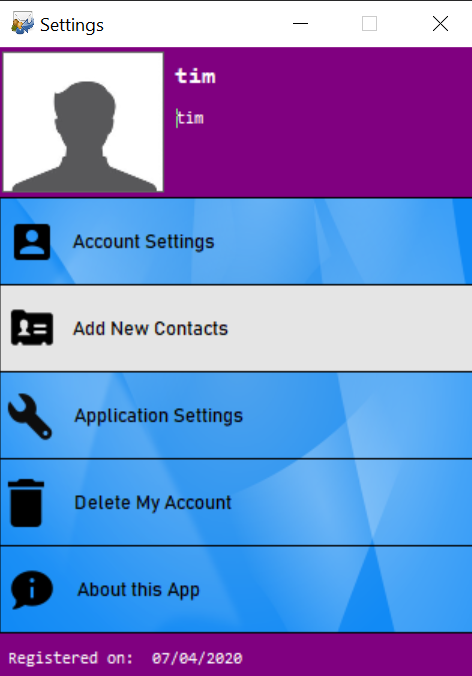 Settings
tim
tim
Account Settings
Add New Contacts
Application Settings
Delete My Account
About this App
Registered on: 07/04/2020